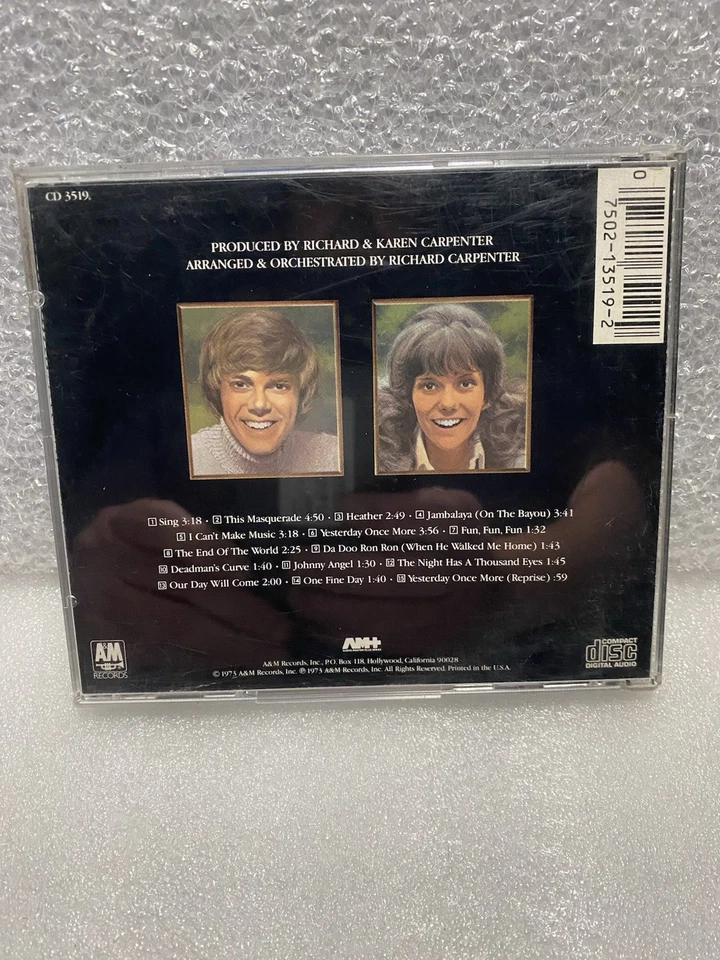 CD 3519.
0
7502-13519-2
PRODUCED BY RICHARD & KAREN CARPENTER
ARRANGED & ORCHESTRATED BY RICHARD CARPENTER
1 Sing 3:18 · 2 This Masquerade 4:50 · 3 Heather 2:49 · 4 Jambalaya (On The Bayou) 3:41
5 I Can't Make Music 3:18 · 6 Yesterday Once More 3:56 · 7 Fun, Fun, Fun 1:32
8 The End Of The World 2:25 · 9 Da Doo Ron Ron (When He Walked Me Home) 1:43
10 Deadman's Curve 1:40 · 11 Johnny Angel 1:30 · 12 The Night Has A Thousand Eyes 1:45
13 Our Day Will Come 2:00 · 14 One Fine Day 1:40 · 15 Yesterday Once More (Reprise) :59
A&M
RECORDS
AM+
A&M Records, Inc., P.O. Box 118, Hollywood, California 90028
© 1973 A&M Records, Inc. ℗ 1973 A&M Records, Inc. All Rights Reserved. Printed in the U.S.A.
COMPACT
disc
DIGITAL AUDIO